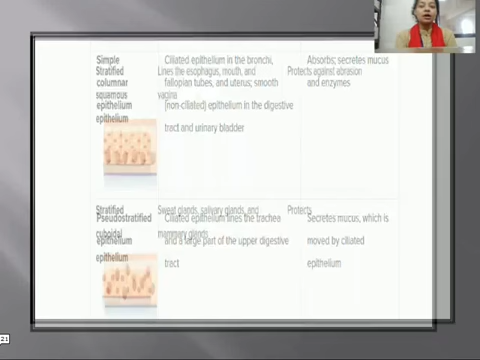 Simple Ciliated epithelium in the bronchi, Absorbs; secretes mucus
Stratified Lines the esophagus, mouth, and Protects against abrasion
columnar fallopian tubes, and uterus; smooth and enzymes
squamous vagina
epithelium (non-ciliated) epithelium in the digestive
epithelium
tract and urinary bladder
Stratified Sweat glands, salivary glands, and Protects
Pseudostratified Ciliated epithelium lines the trachea Secretes mucus, which is
cuboidal mammary glands
epithelium and a large part of the upper digestive moved by ciliated
epithelium
tract epithelium